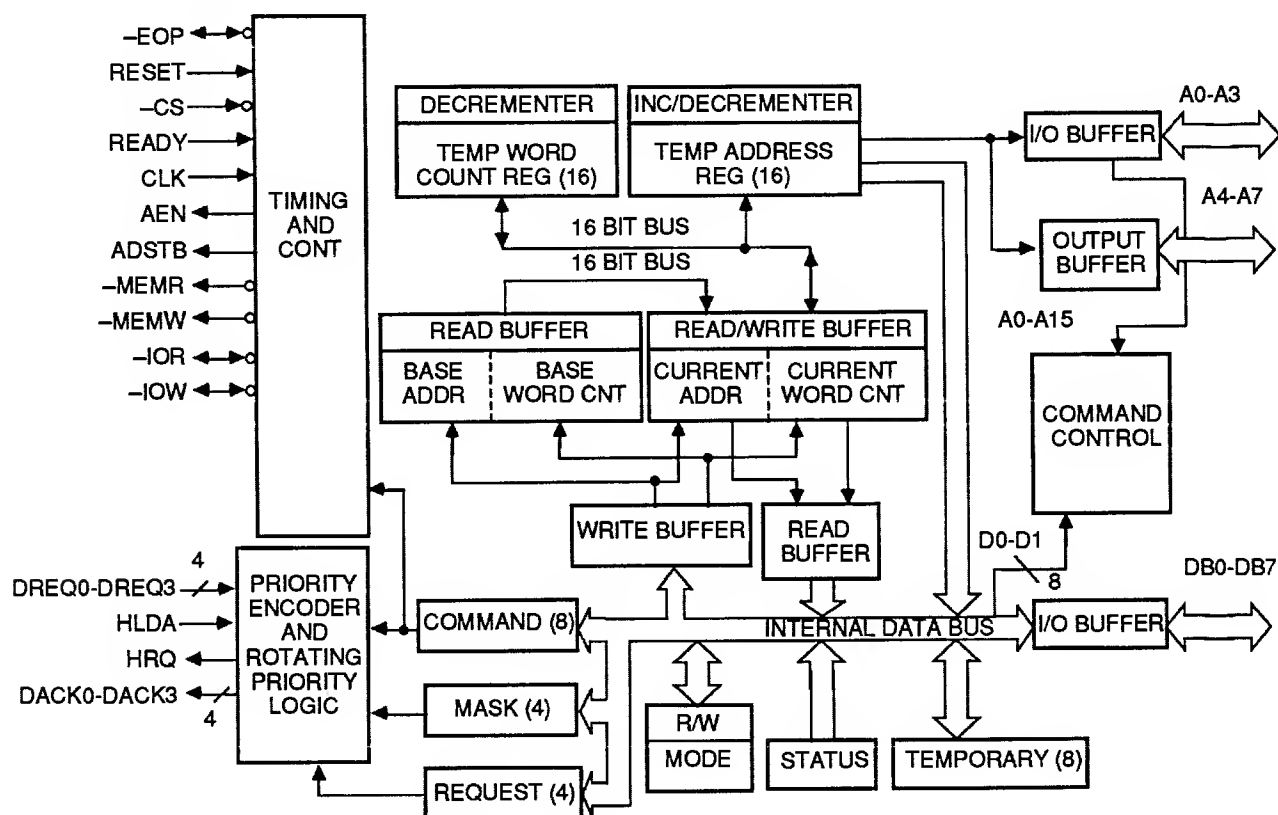 –EOP
RESET
–CS
READY
CLK
AEN
ADSTB
–MEMR
–MEMW
–IOR
–IOW
TIMING
AND
CONT
DECREMENTER
TEMP WORD
COUNT REG (16)
INC/DECREMENTER
TEMP ADDRESS
REG (16)
16 BIT BUS
16 BIT BUS
READ BUFFER
BASE
ADDR
BASE
WORD CNT
READ/WRITE BUFFER
CURRENT
ADDR
CURRENT
WORD CNT
I/O BUFFER
A0-A3
A4-A7
OUTPUT
BUFFER
A0-A15
COMMAND
CONTROL
WRITE BUFFER
READ
BUFFER
D0-D1
8
DB0-DB7
DREQ0-DREQ3
4
HLDA
HRQ
DACK0-DACK3
4
PRIORITY
ENCODER
AND
ROTATING
PRIORITY
LOGIC
COMMAND (8)
INTERNAL DATA BUS
I/O BUFFER
MASK (4)
REQUEST (4)
R/W
MODE
STATUS
TEMPORARY (8)